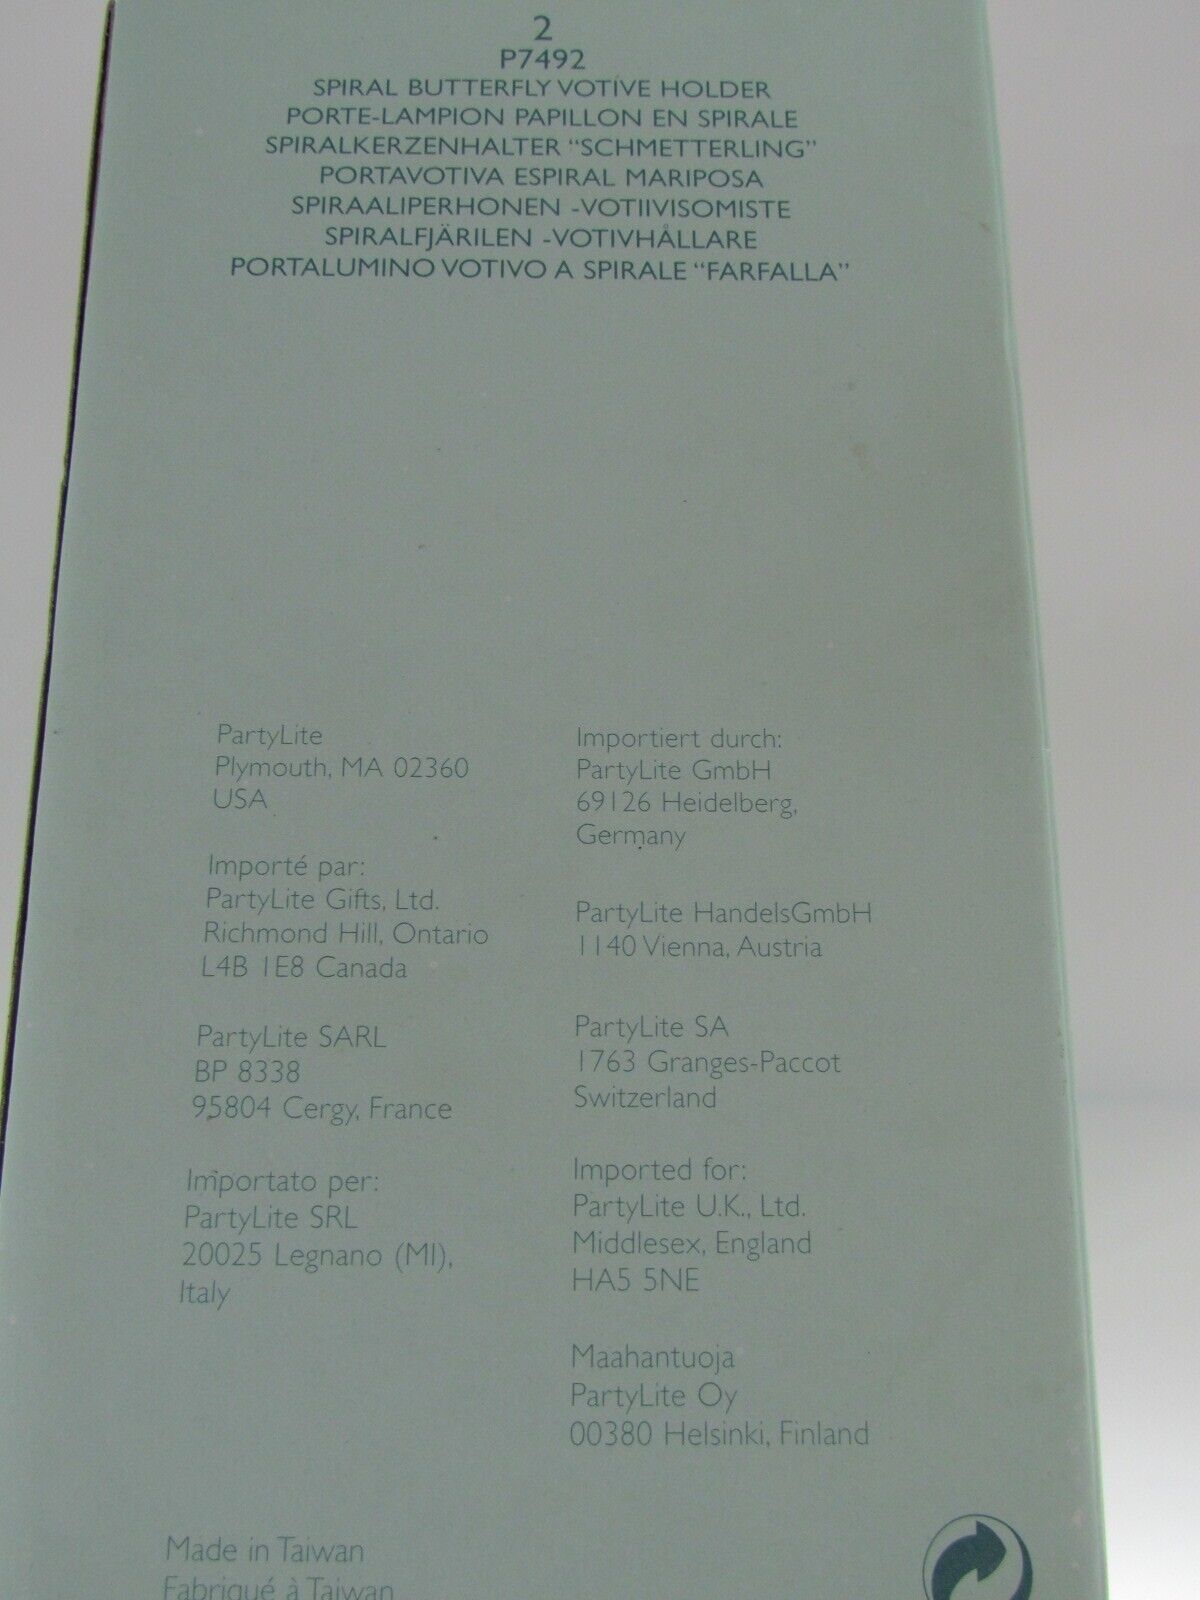 2
P7492
SPIRAL BUTTERFLY VOTIVE HOLDER
PORTE-LAMPION PAPILLON EN SPIRALE
SPIRALKERZENHALTER “SCHMETTERLING”
PORTAVOTIVA ESPIRAL MARIPOSA
SPIRAALIPERHONEN -VOTIIVISOMISTE
SPIRALFJÄRILEN -VOTIVHÅLLARE
PORTALUMINO VOTIVO A SPIRALE “FARFALLA”
PartyLite
Plymouth, MA 02360
USA
Importé par:
PartyLite Gifts, Ltd.
Richmond Hill, Ontario
L4B 1E8 Canada
PartyLite SARL
BP 8338
95804 Cergy, France
Importato per:
PartyLite SRL
20025 Legnano (MI),
Italy
Importiert durch:
PartyLite GmbH
69126 Heidelberg,
Germany
PartyLite HandelsGmbH
1140 Vienna, Austria
PartyLite SA
1763 Granges-Paccot
Switzerland
Imported for:
PartyLite U.K., Ltd.
Middlesex, England
HA5 5NE
Maahantuoja
PartyLite Oy
00380 Helsinki, Finland
Made in Taiwan
Fabriqué à Taiwan